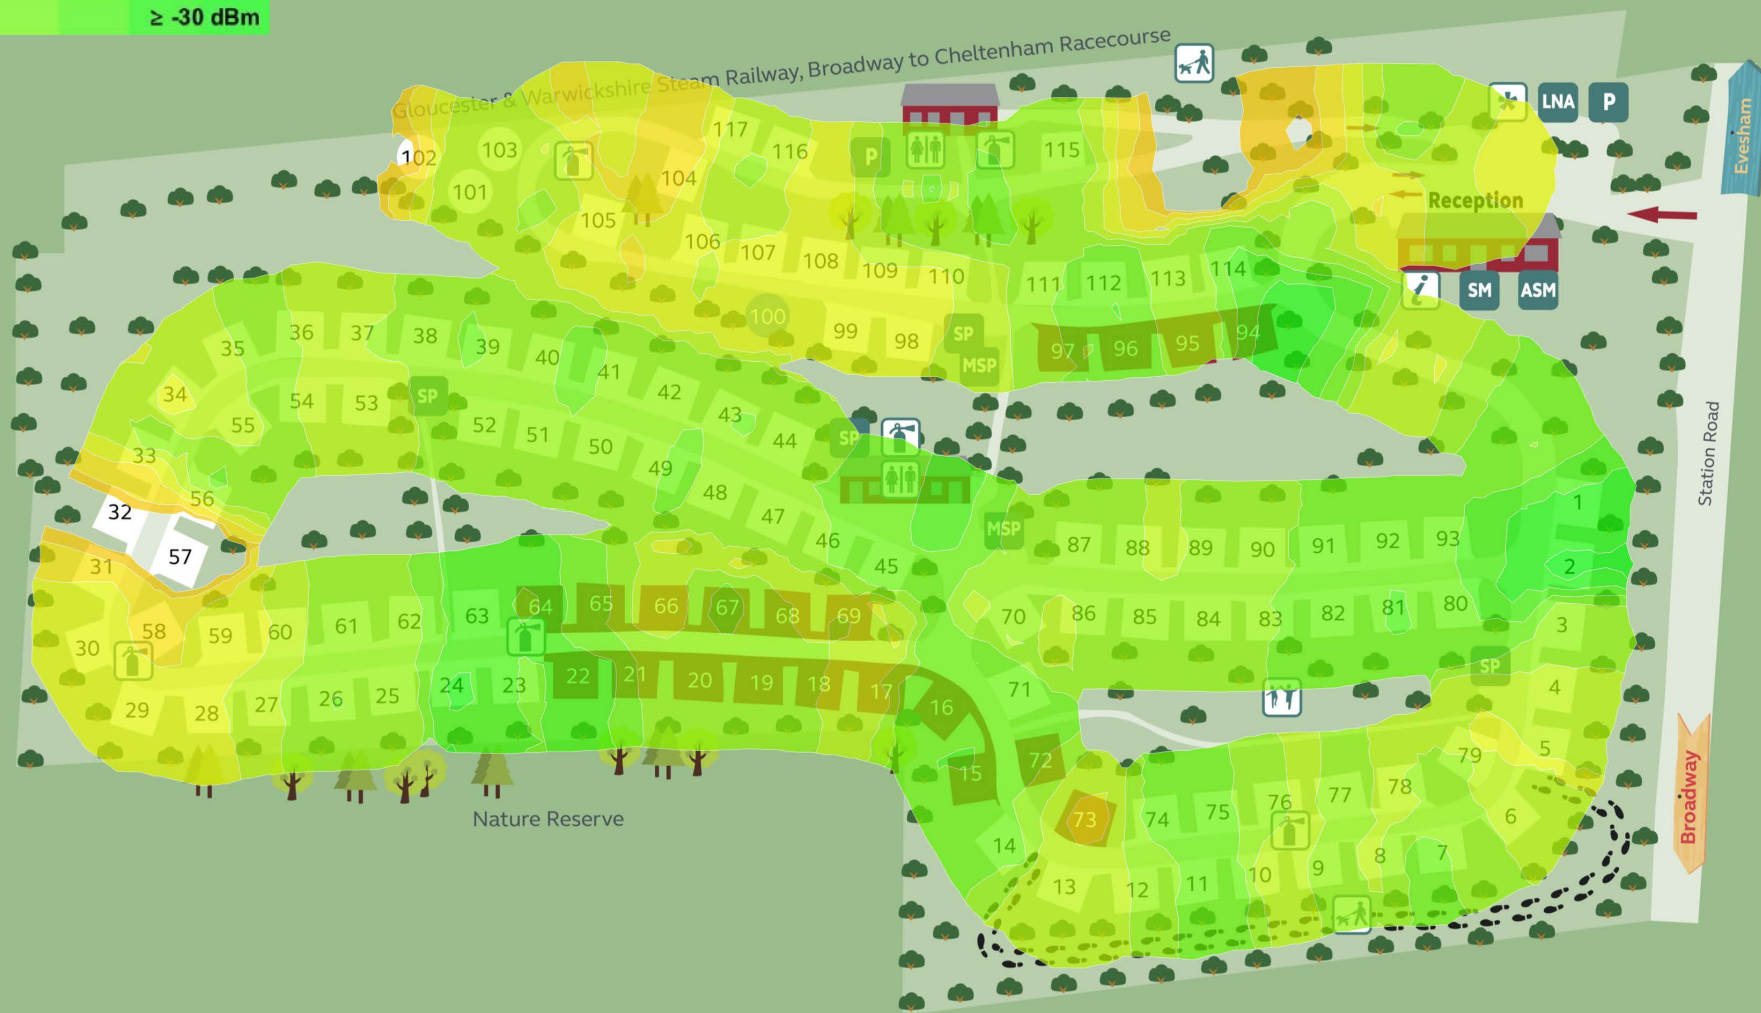 ≥ -30 dBm
Gloucester & Warwickshire Steam Railway, Broadway to Cheltenham Racecourse
* LNA P
Evesham
117
103 116 P 115
102
101 104
105
Reception
106 107 108 109 110
111 112 113 114
i SM ASM
100 99 98 SP
MSP
97 96 95 94
35 36 37 38 39 40 41 42 43 44
34 55 54 53 SP 52 51 50 49 48 47 46 45
SP
33
56
32
57
31
Station Road
1
2
MSP 87 88 89 90 91 92 93
30 58 59 60 61 62 63 64 65 66 67 68 69
70 86 85 84 83 82 81 80
3
SP
29 28 27 26 25 24 23 22 21 20 19 18 17
16 71
4
15 72
79 5
Broadway
14 73 74 75 76 77 78 6
13 12 11 10 9 8 7
Nature Reserve